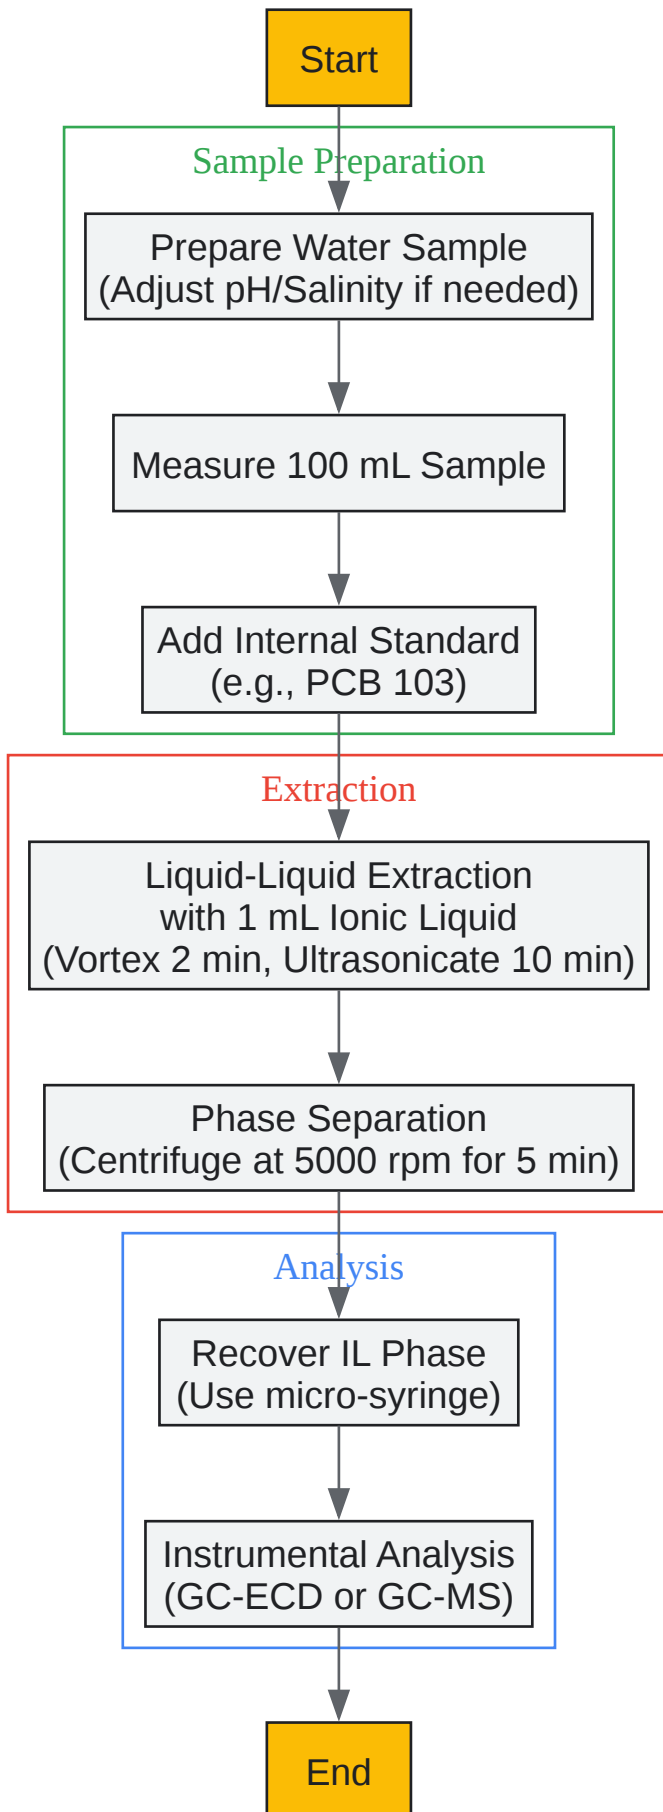 Start
Sample Preparation
Prepare Water Sample
(Adjust pH/Salinity if needed)
Measure 100 mL Sample
Add Internal Standard
(e.g., PCB 103)
Extraction
Liquid-Liquid Extraction
with 1 mL Ionic Liquid
(Vortex 2 min, Ultrasonicate 10 min)
Phase Separation
(Centrifuge at 5000 rpm for 5 min)
Analysis
Recover IL Phase
(Use micro-syringe)
Instrumental Analysis
(GC-ECD or GC-MS)
End